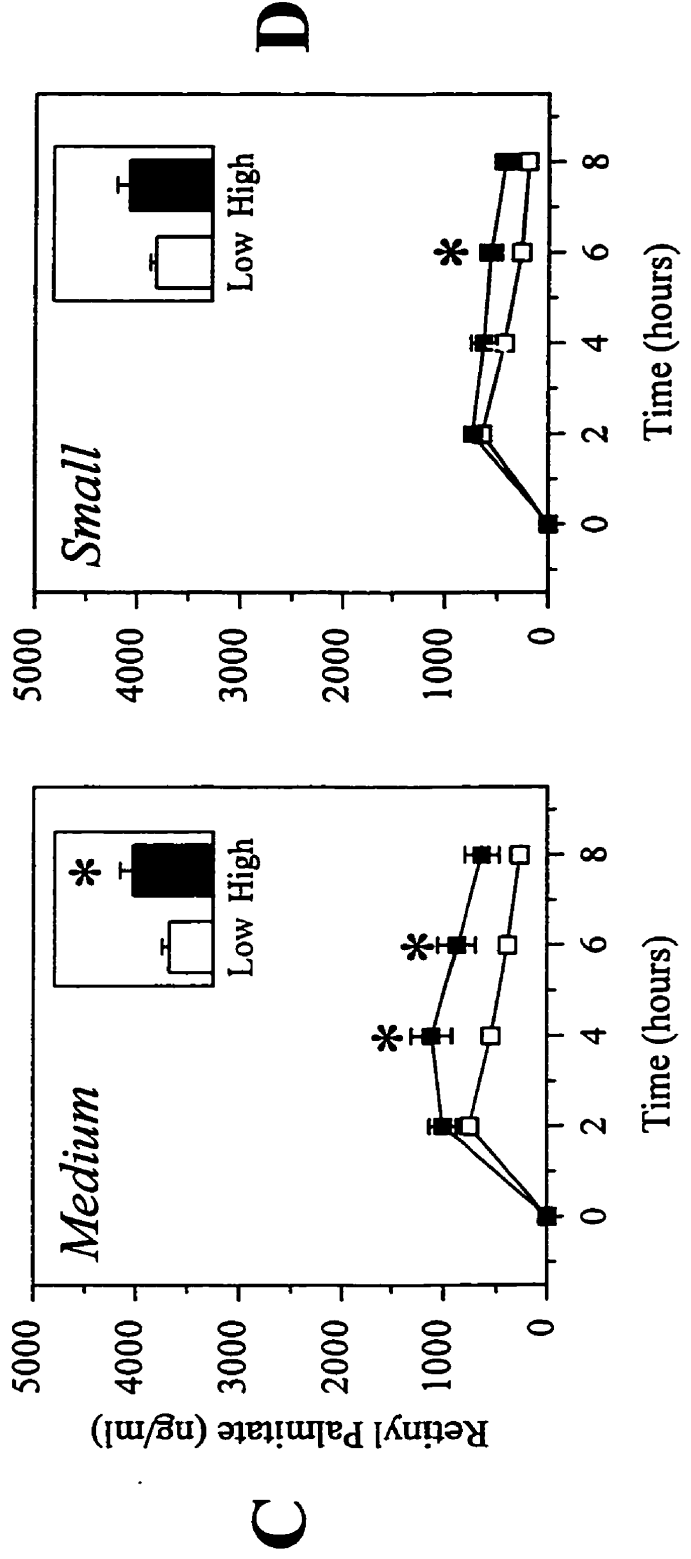 C
Medium
Retinyl Palmitate (ng/ml)
5000
4000
3000
2000
1000
0
0 2 4 6 8
Time (hours)
Low High
*
*
*
D
Small
5000
4000
3000
2000
1000
0
0 2 4 6 8
Time (hours)
Low High
*